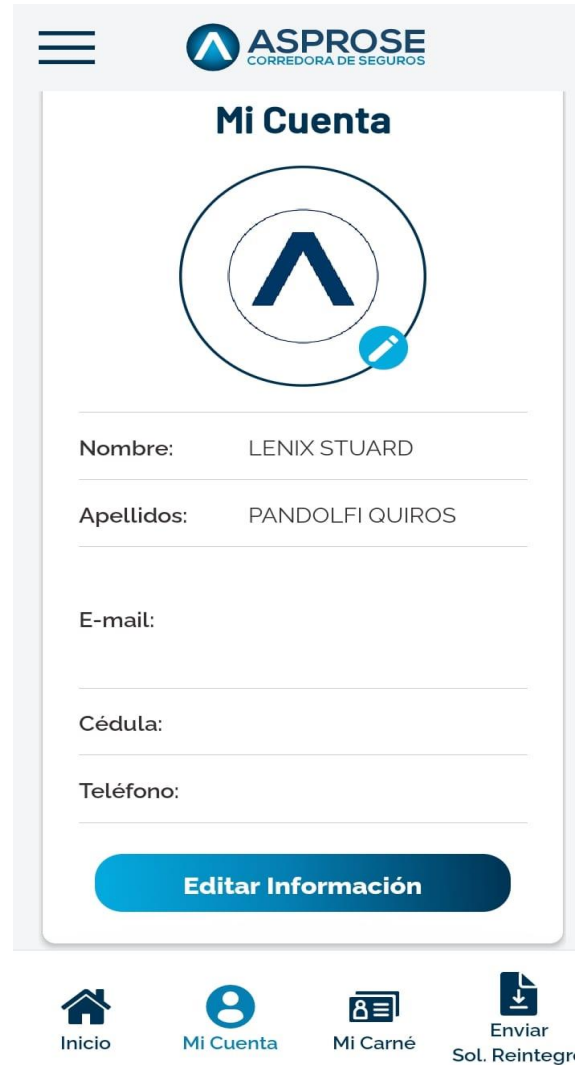 ASPROSE
CORREDORA DE SEGUROS
Mi Cuenta
Nombre: LENIX STUARD
Apellidos: PANDOLFI QUIROS
E-mail:
Cédula:
Teléfono:
Editar Información
Inicio
Mi Cuenta
Mi Carné
Enviar
Sol. Reintegro